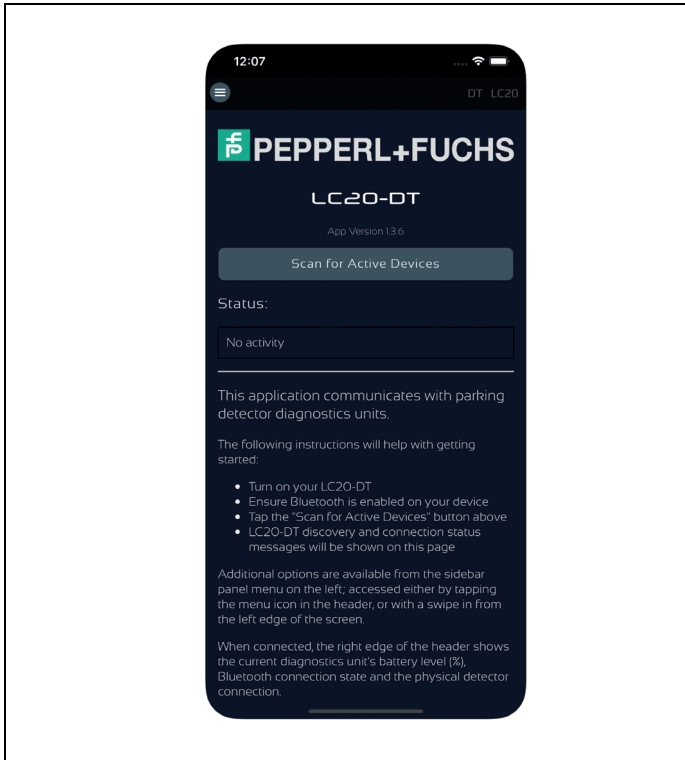 12:07
DT LC20
PEPPERL+FUCHS
LC20-DT
App Version 1.3.6
Scan for Active Devices
Status:
No activity
This application communicates with parking
detector diagnostics units.
The following instructions will help with getting
started:
• Turn on your LC20-DT
• Ensure Bluetooth is enabled on your device
• Tap the "Scan for Active Devices" button above
• LC20-DT discovery and connection status
messages will be shown on this page
Additional options are available from the sidebar
panel menu on the left; accessed either by tapping
the menu icon in the header, or with a swipe in from
the left edge of the screen.
When connected, the right edge of the header shows
the current diagnostics unit's battery level (%),
Bluetooth connection state and the physical detector
connection.